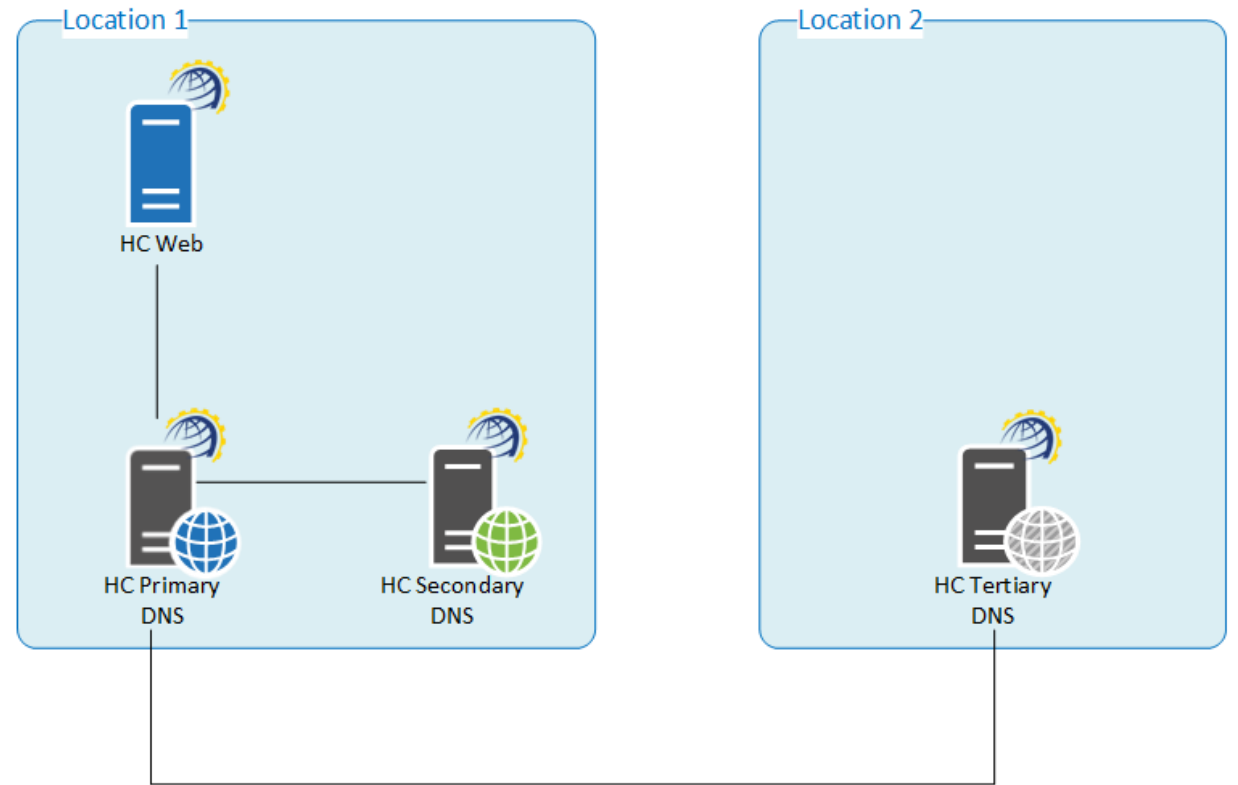 Location 1
Location 2
HC Web
HC Primary
DNS
HC Secondary
DNS
HC Tertiary
DNS